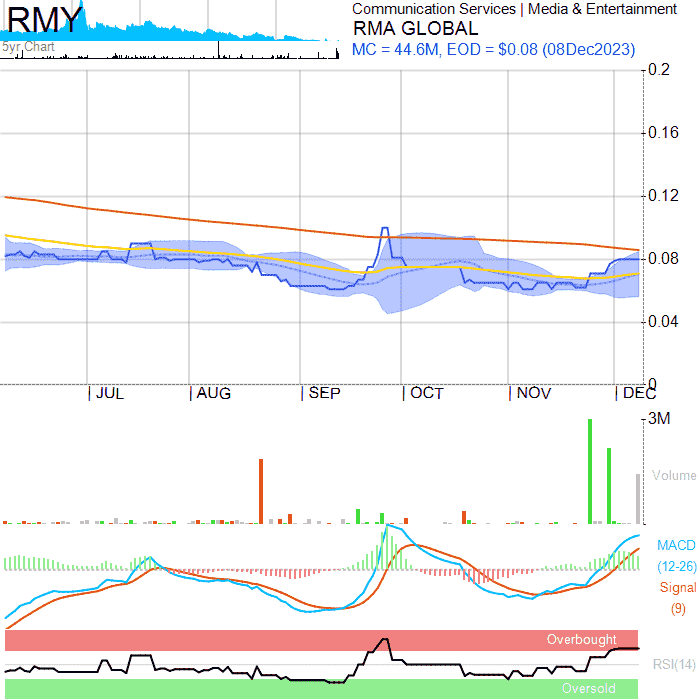 RMY
Communication Services | Media & Entertainment
RMA GLOBAL
5yr Chart
MC = 44.6M, EOD = $0.08 (08Dec2023)
0.2
0.16
0.12
0.08
0.04
0
JUL AUG SEP OCT NOV DEC
3M
Volume
MACD
(12-26)
Signal
(9)
Overbought
RSI(14)
Oversold